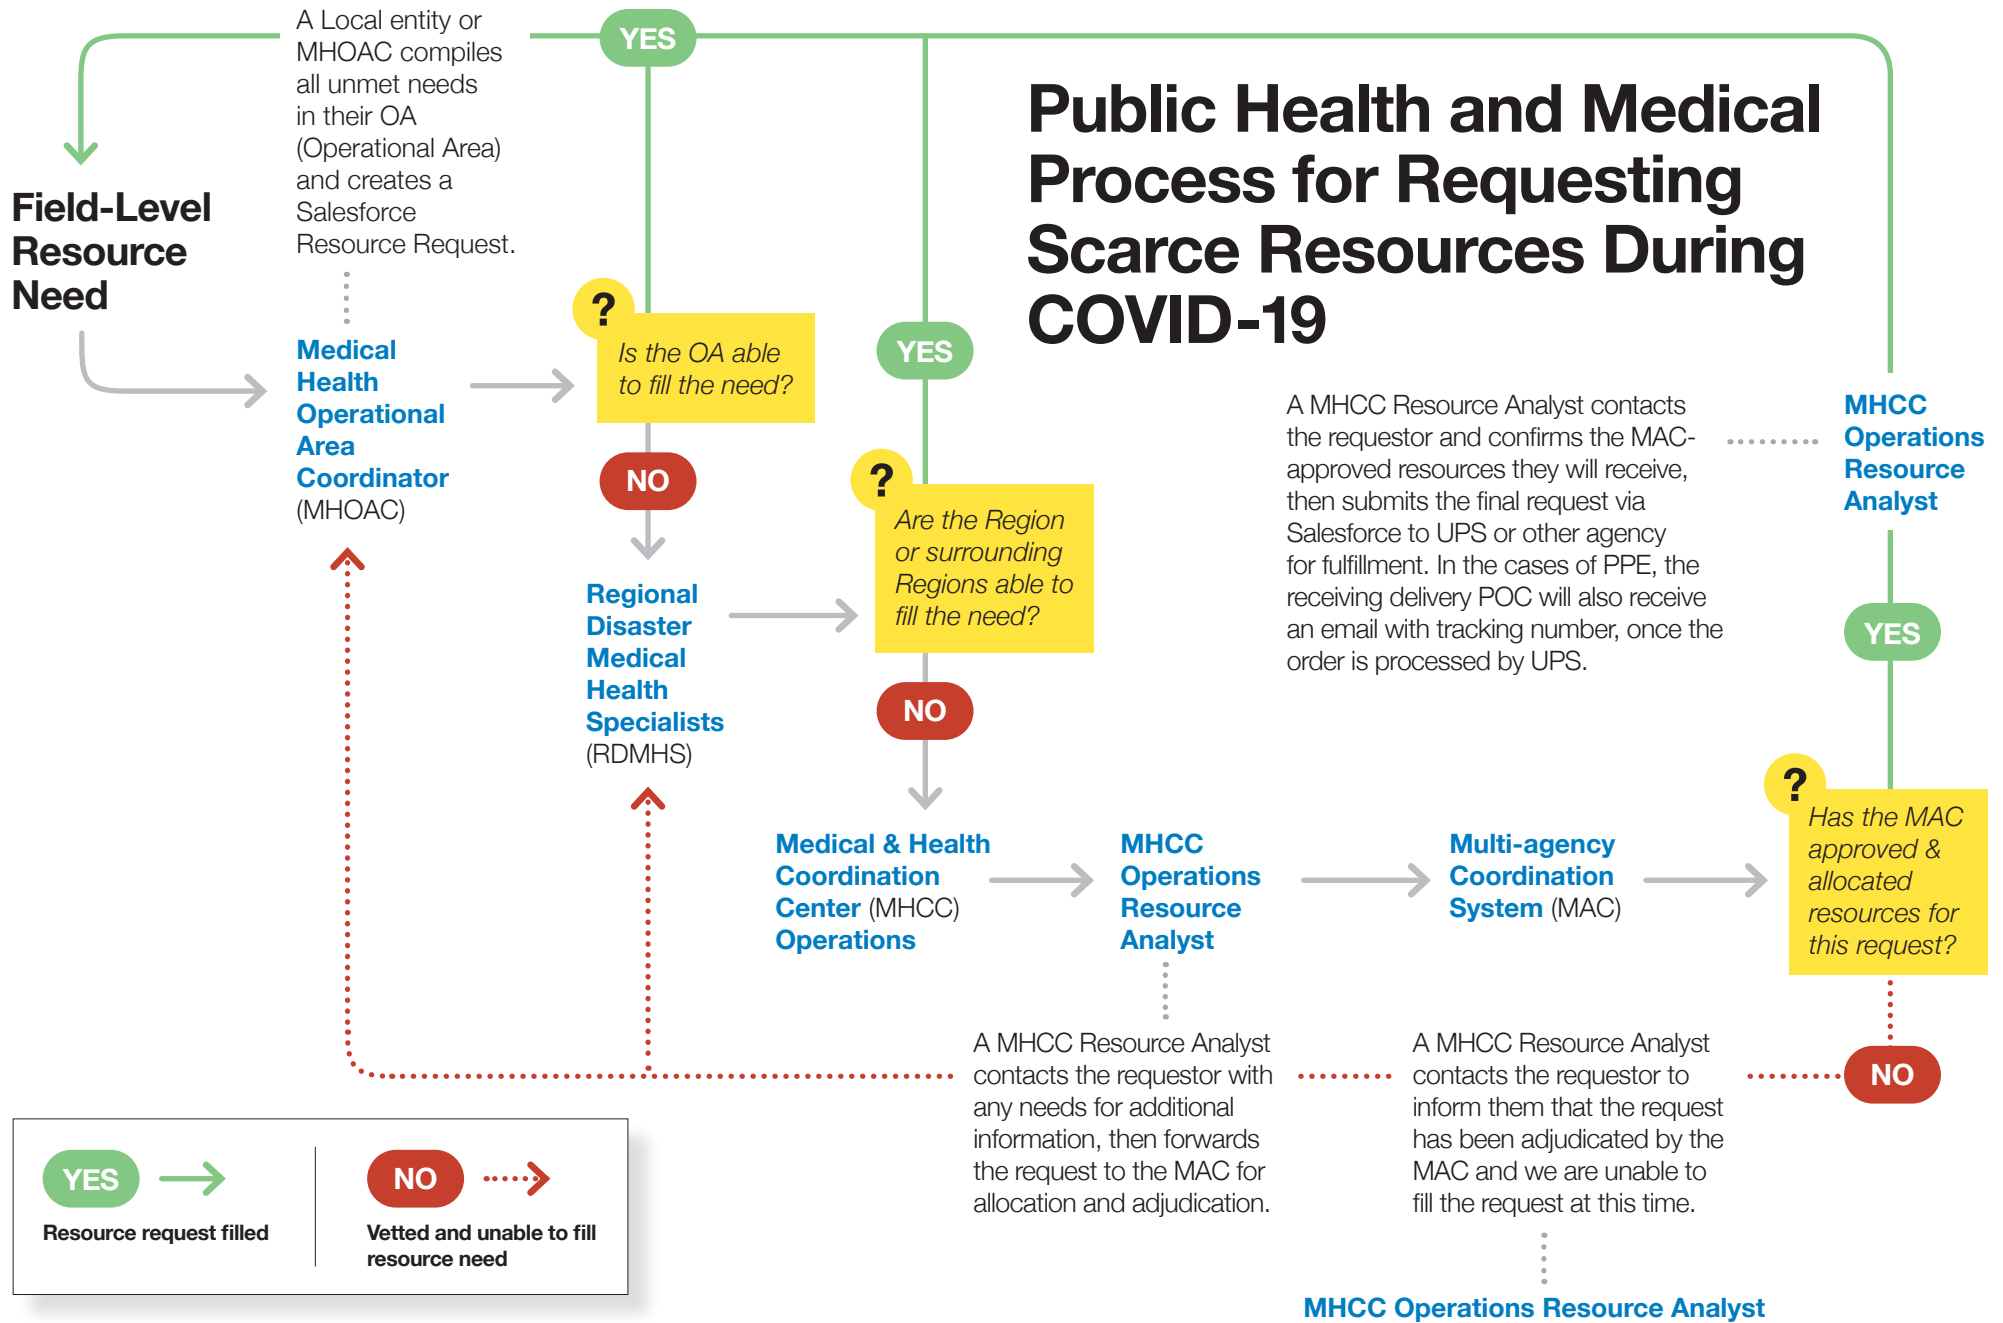 Public Health and Medical
Process for Requesting
Scarce Resources During
COVID-19
Field-Level
Resource
Need
A Local entity or
MHOAC compiles
all unmet needs
in their OA
(Operational Area)
and creates a
Salesforce
Resource Request.
Medical
Health
Operational
Area
Coordinator
(MHOAC)
YES
?
Is the OA able
to fill the need?
NO
Regional
Disaster
Medical
Health
Specialists
(RDMHS)
YES
?
Are the Region
or surrounding
Regions able to
fill the need?
NO
Medical & Health
Coordination
Center (MHCC)
Operations
MHCC
Operations
Resource
Analyst
A MHCC Resource Analyst
contacts the requestor with
any needs for additional
information, then forwards
the request to the MAC for
allocation and adjudication.
Multi-agency
Coordination
System (MAC)
?
Has the MAC
approved &
allocated
resources for
this request?
YES
MHCC
Operations
Resource
Analyst
A MHCC Resource Analyst contacts
the requestor and confirms the MAC-
approved resources they will receive,
then submits the final request via
Salesforce to UPS or other agency
for fulfillment. In the cases of PPE, the
receiving delivery POC will also receive
an email with tracking number, once the
order is processed by UPS.
NO
A MHCC Resource Analyst
contacts the requestor to
inform them that the request
has been adjudicated by the
MAC and we are unable to
fill the request at this time.
MHCC Operations Resource Analyst
YES
Resource request filled
NO
Vetted and unable to fill
resource need